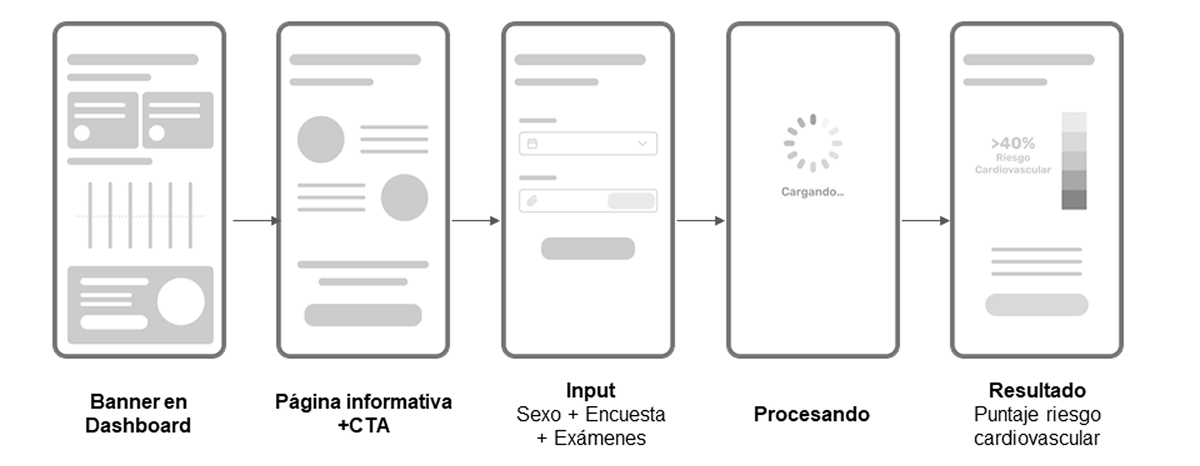 Cargando...
>40%
Riesgo
Cardiovascular
Banner en
Dashboard
Página informativa
+CTA
Input
Sexo + Encuesta
+ Exámenes
Procesando
Resultado
Puntaje riesgo
cardiovascular